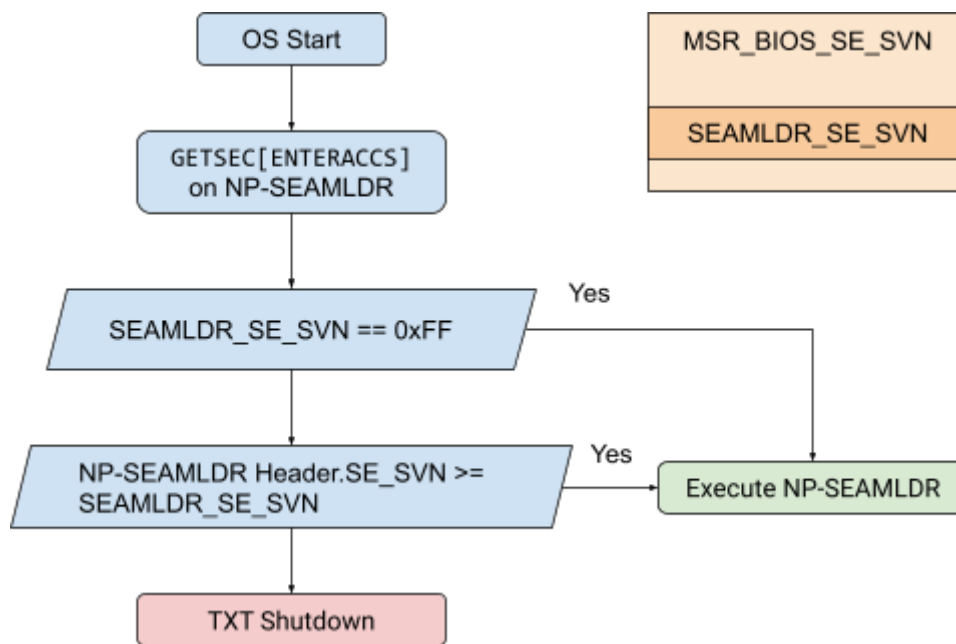 OS Start
MSR_BIOS_SE_SVN
SEAMLDR_SE_SVN
GETSEC[ENTERACCS]
on NP-SEAMLDR
Yes
SEAMLDR_SE_SVN == 0xFF
Yes
NP-SEAMLDR Header.SE_SVN >=
SEAMLDR_SE_SVN
Execute NP-SEAMLDR
TXT Shutdown